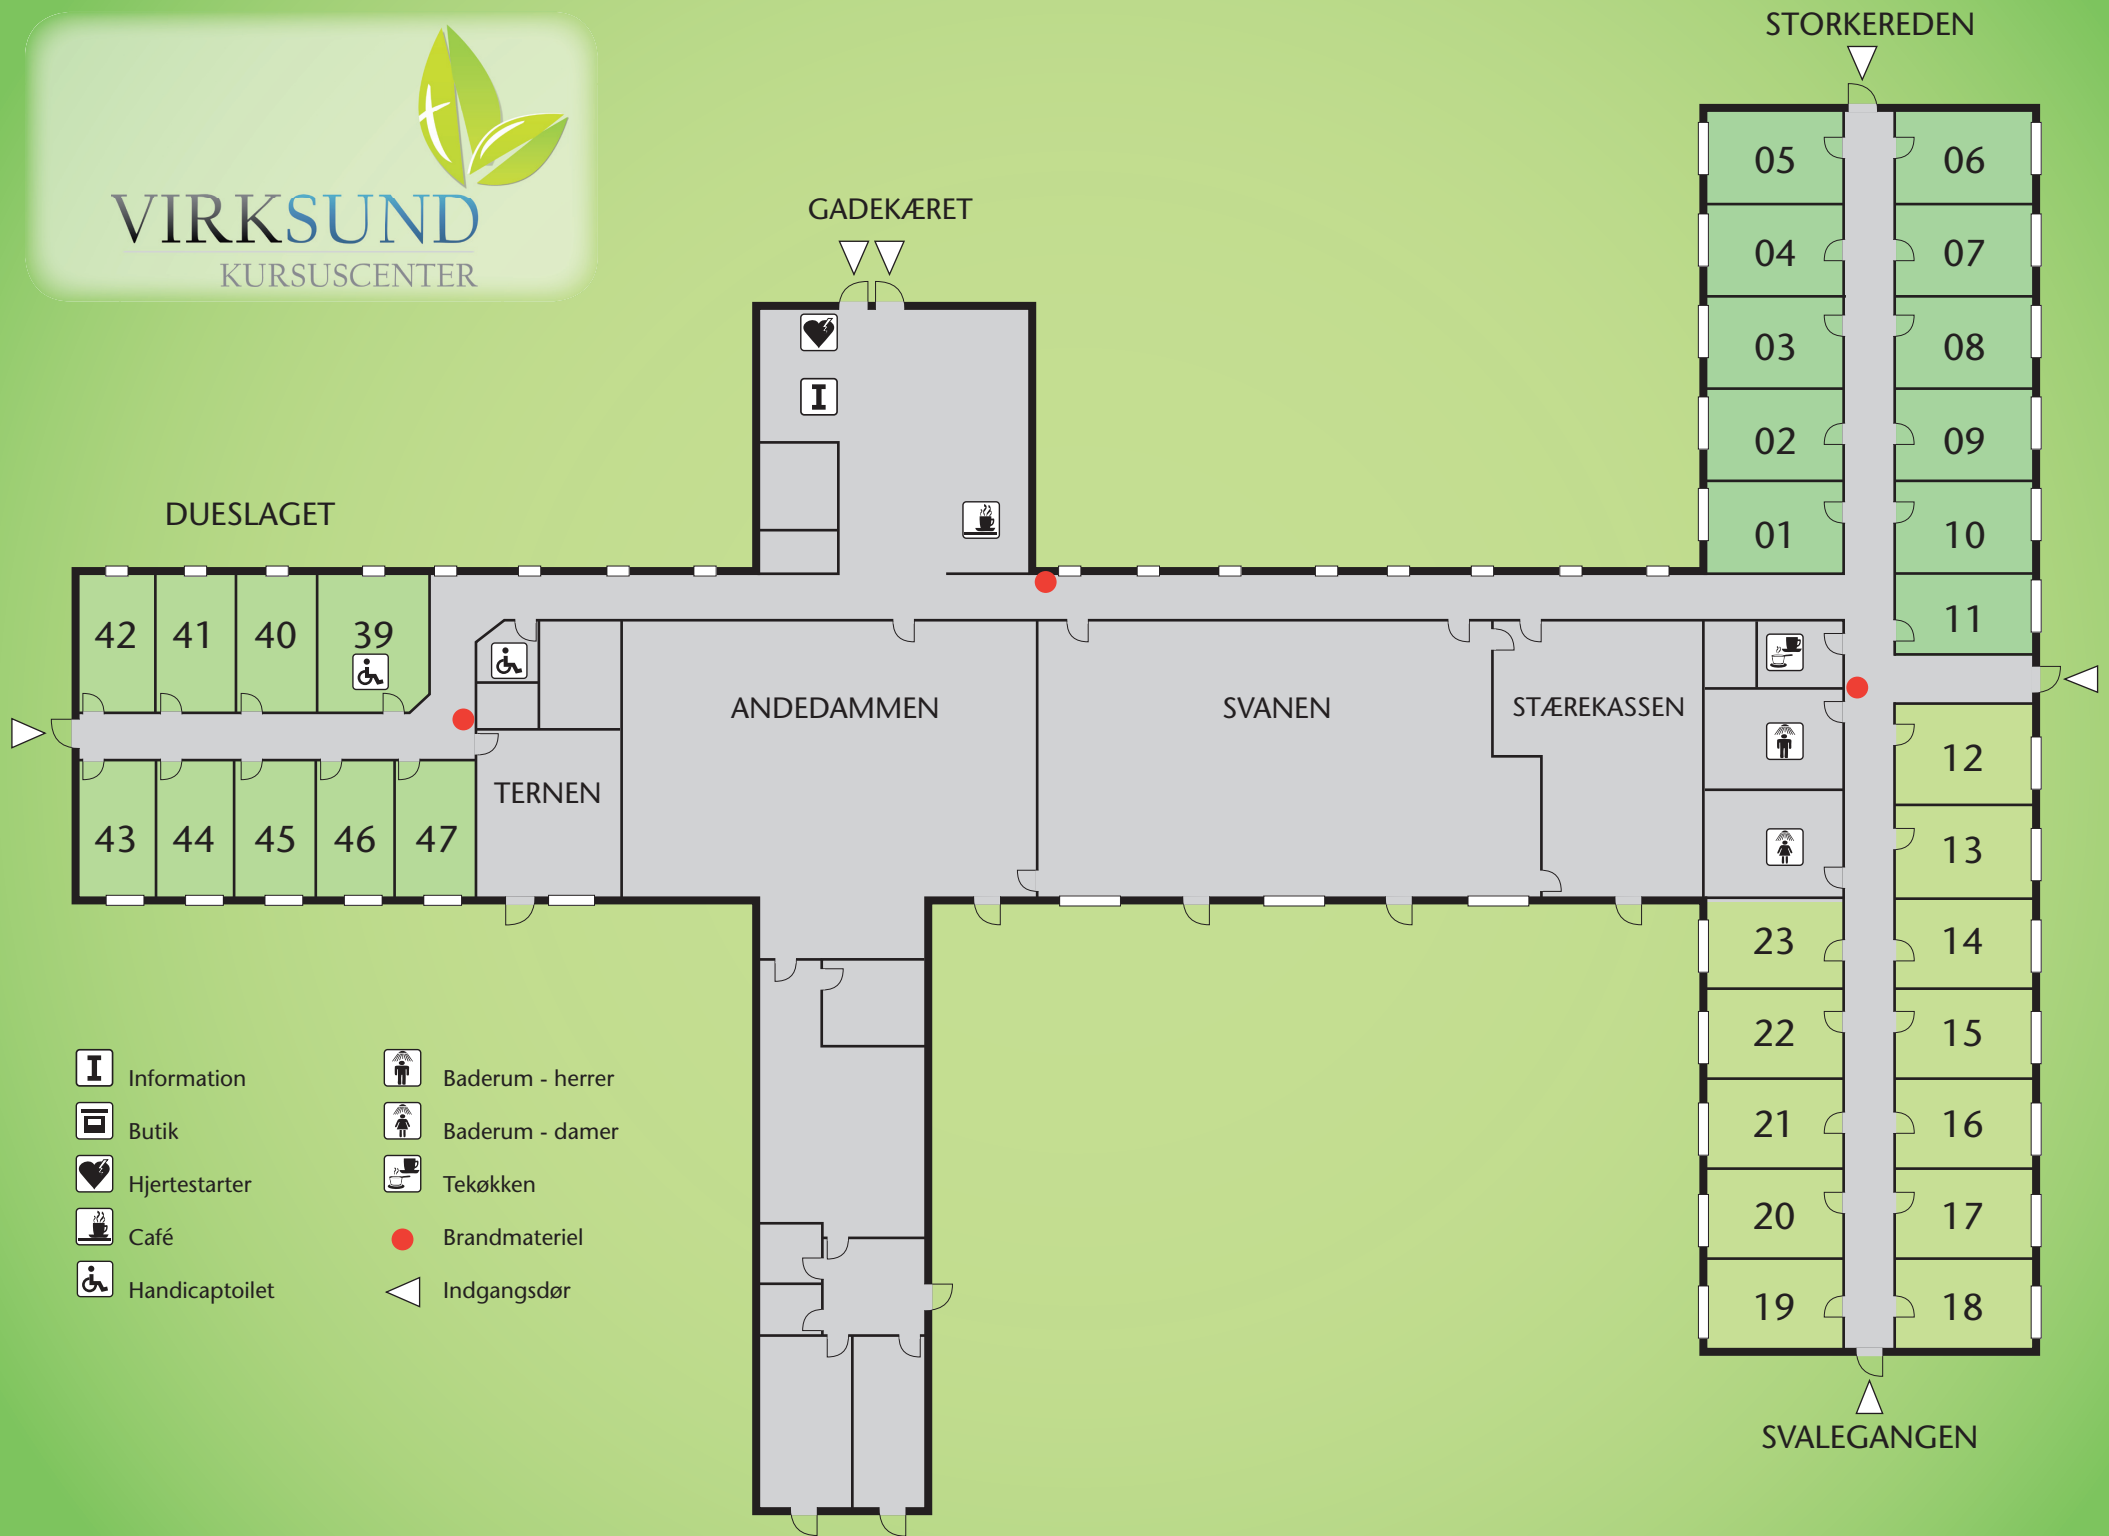 VIRKSUND
KURSUSCENTER
STORKEREDEN
GADEKÆRET
DUESLAGET
05 06
04 07
03 08
02 09
01 10
11
I
42 41 40 39
ANDEDAMMEN SVANEN STÆREKASSEN
TERNEN
12
43 44 45 46 47
13
23 14
22 15
21 16
20 17
19 18
SVALEGANGEN
I Information
Butik
Hjertestarter
Café
Handicaptoilet
Baderum - herrer
Baderum - damer
Tekøkken
Brandmateriel
Indgangsdør